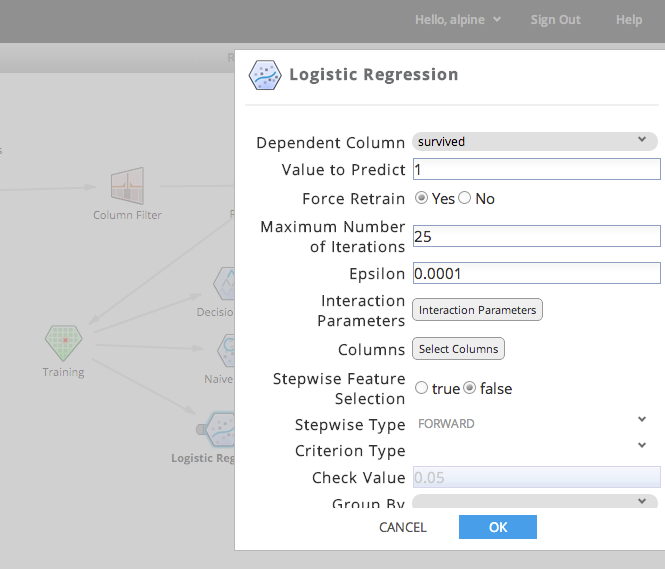 Hello, alpine
Sign Out
Help
R
Logistic Regression
s
Column Filter
F
Decision
Naive
Training
Logistic Reg
Dependent Column survived
Value to Predict 1
Force Retrain Yes No
Maximum Number
of Iterations 25
Epsilon 0.0001
Interaction
Parameters Interaction Parameters
Columns Select Columns
Stepwise Feature
Selection true false
Stepwise Type FORWARD
Criterion Type
Check Value 0.05
Group By
CANCEL OK